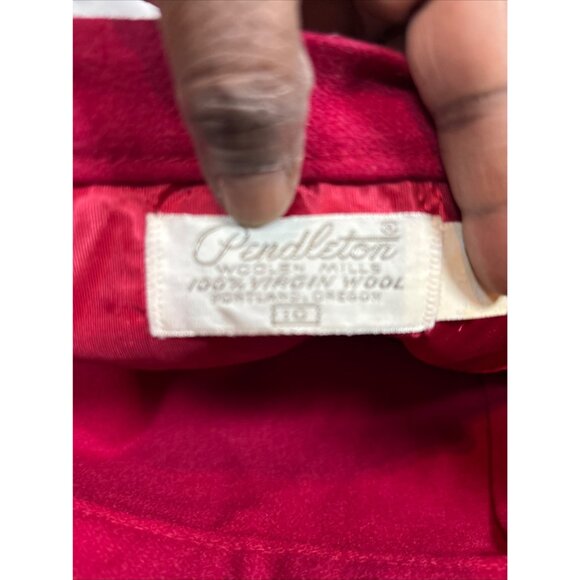 Pendleton ®
WOOLEN MILLS
100% VIRGIN WOOL
PORTLAND, OREGON
10